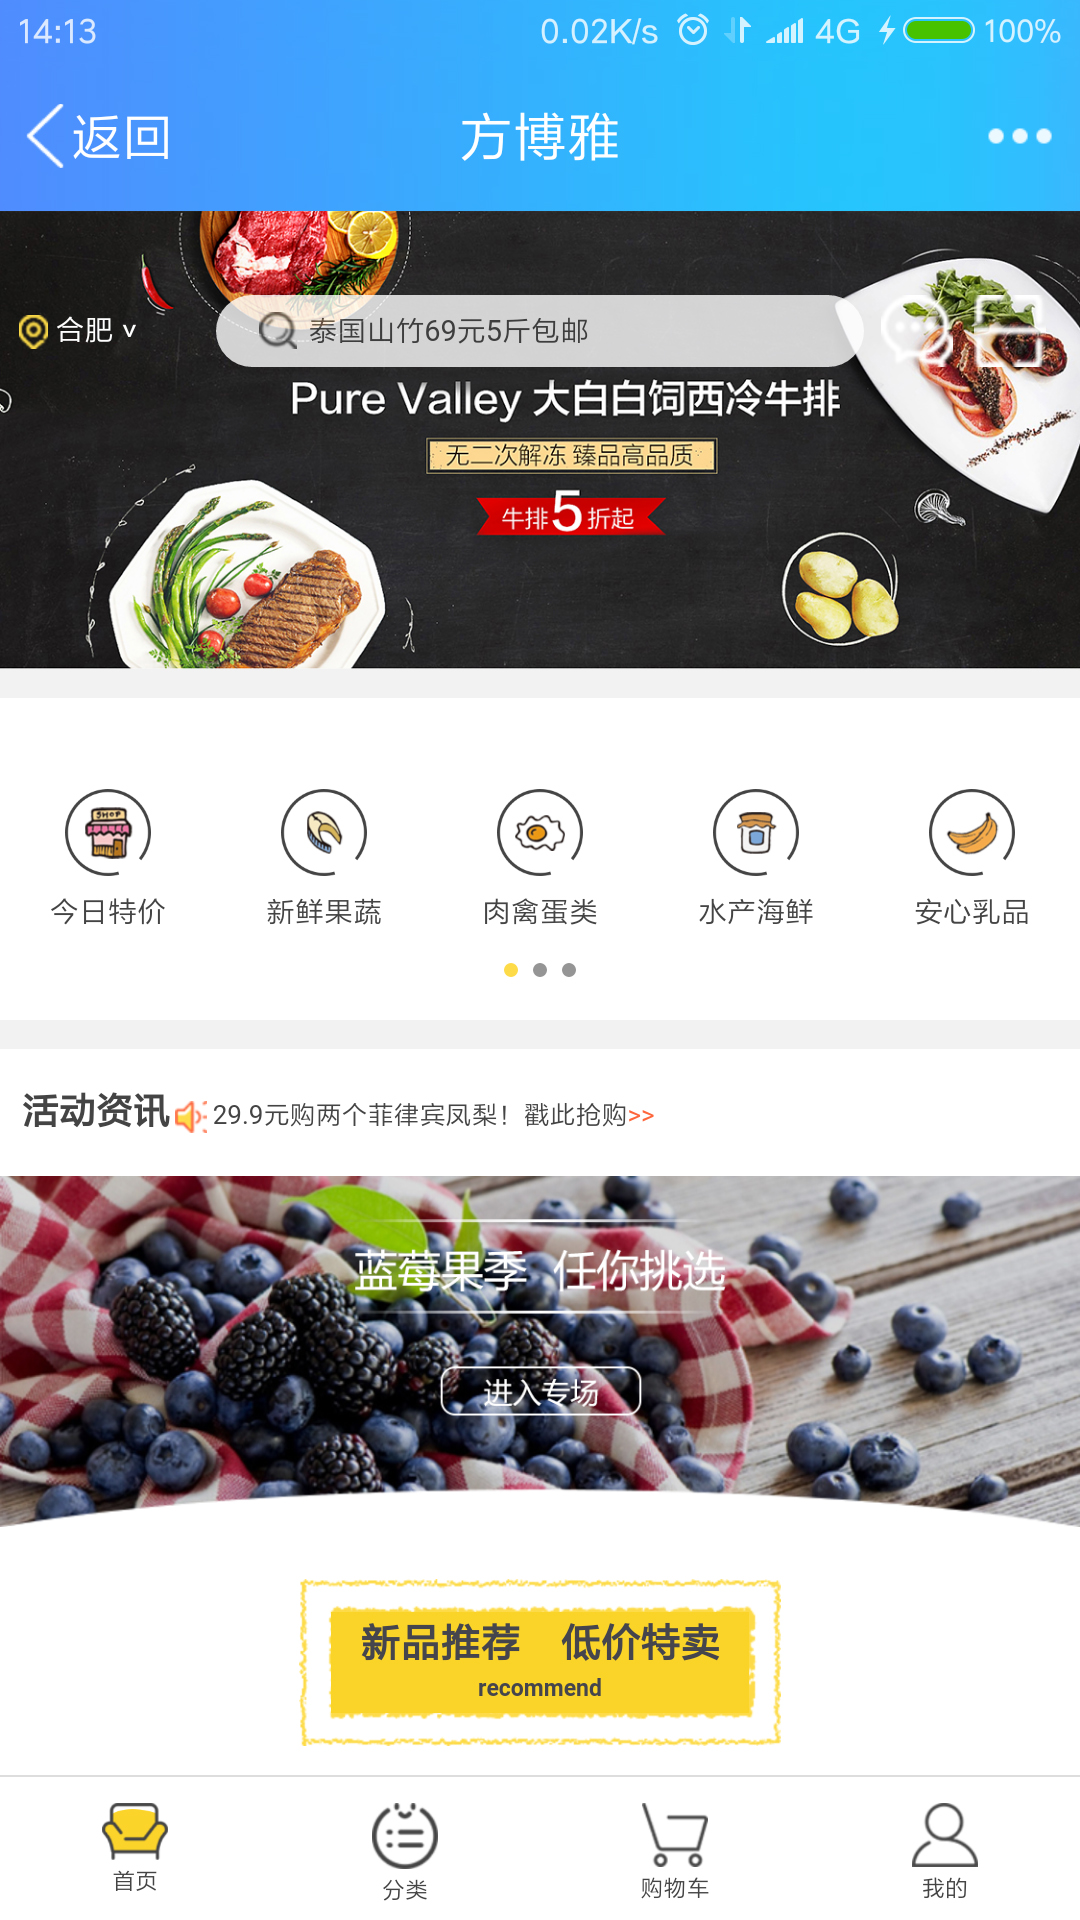 14:13 0.02K/s 4G 100%
返回 方博雅
合肥 泰国山竹69元5斤包邮
Pure Valley 大白白饲西冷牛排
无二次解冻 臻品高品质
牛排5折起
SHOP
今日特价 新鲜果蔬 肉禽蛋类 水产海鲜 安心乳品
活动资讯 29.9元购两个菲律宾凤梨！戳此抢购>>
蓝莓果季 任你挑选
进入专场
新品推荐 低价特卖
recommend
首页 分类 购物车 我的